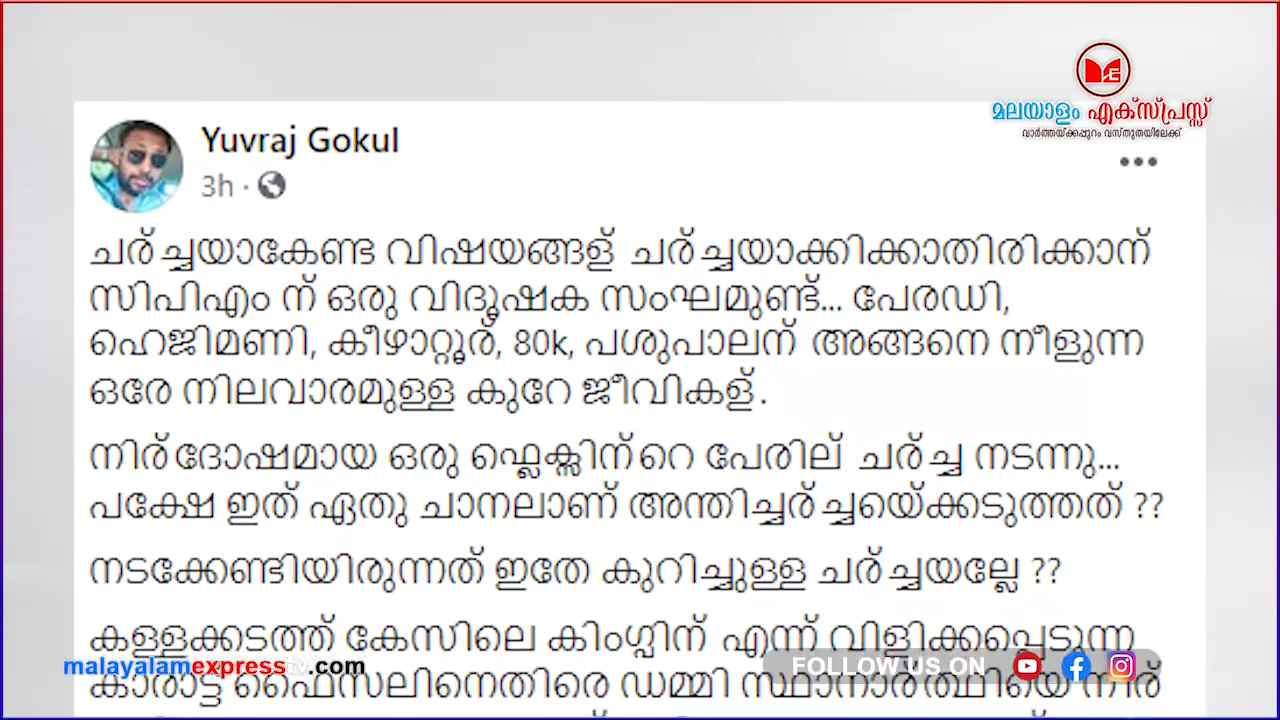 മലയാളം എക്സ്പ്രസ്സ്
വാർത്തയ്ക്കപ്പുറം വസ്തുതയിലേക്ക്
Yuvraj Gokul
3h ·
ചര്ച്ചയാകേണ്ട വിഷയങ്ങള് ചര്ച്ചയാക്കിക്കാതിരിക്കാന്
സിപിഎം ന് ഒരു വിദൂഷക സംഘമുണ്ട്... പേരഡി,
ഹെജിമണി, കീഴാറ്റൂര്, 80k, പശുപാലന് അങ്ങനെ നീളുന്ന
ഒരേ നിലവാരമുള്ള കുറേ ജീവികള്.
നിര്ദോഷമായ ഒരു ഫ്ലെക്സിന്റെ പേരില് ചര്ച്ച നടന്നു...
പക്ഷേ ഇത് ഏതു ചാനലാണ് അന്തിച്ചര്ച്ചയ്ക്കെടുത്തത് ??
നടക്കേണ്ടിയിരുന്നത് ഇതേ കുറിച്ചുള്ള ചര്ച്ചയല്ലേ ??
കള്ളക്കടത്ത് കേസിലെ കിംഗ്പിന് എന്ന് വിളിക്കപ്പെടുന്ന
കാരാട്ട് ഫൈസലിനെതിരെ ഡമ്മി സ്ഥാനാര്ത്ഥിയെ നിര്
malayalamexpresstv.com
FOLLOW US ON